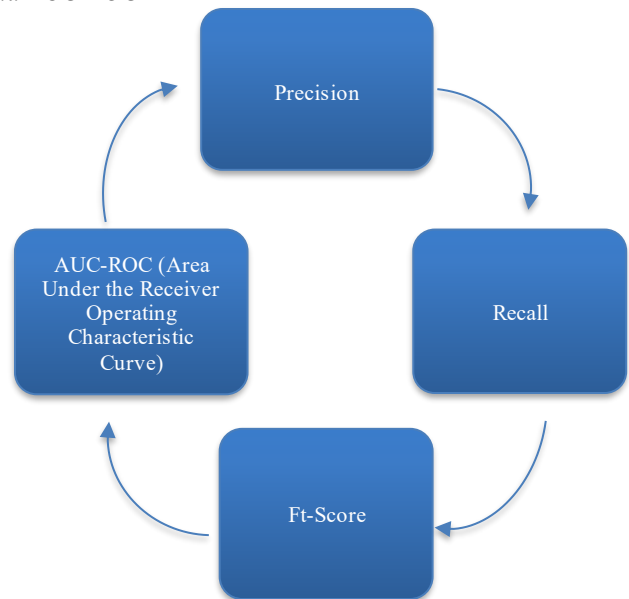 Precision
Recall
Ft-Score
AUC-ROC (Area
Under the Receiver
Operating
Characteristic
Curve)